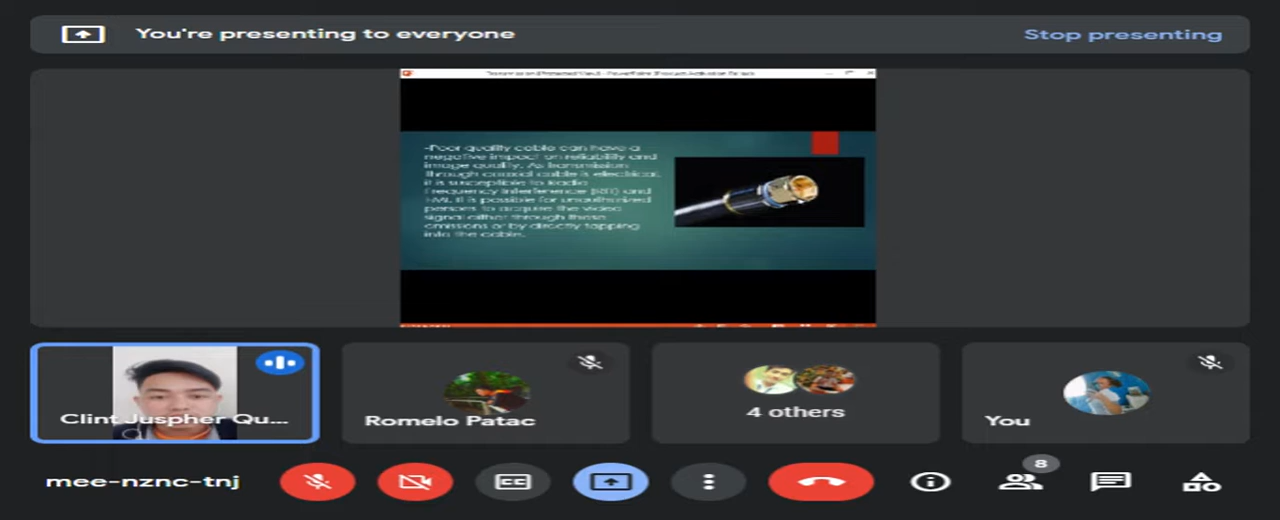 You're presenting to everyone
Stop presenting
-Poor quality cable can have a
negative impact on reliability and
image quality. As transmission
through coaxial cable is electrical,
it is susceptible to Radio
Frequency Interference (RFI) and
EMI. It is possible for unauthorized
persons to acquire the video
signal either through these
emissions or by directly tapping
into the cable.
Clint Juspher Qu...
Romelo Patac
4 others
You
mee-nznc-tnj
CC
8